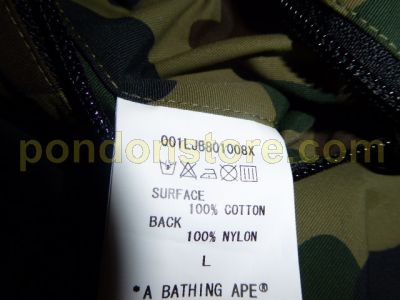 001LJB801008X
pondonstore.com
SURFACE
100% COTTON
BACK
100% NYLON
L
*A BATHING APE®